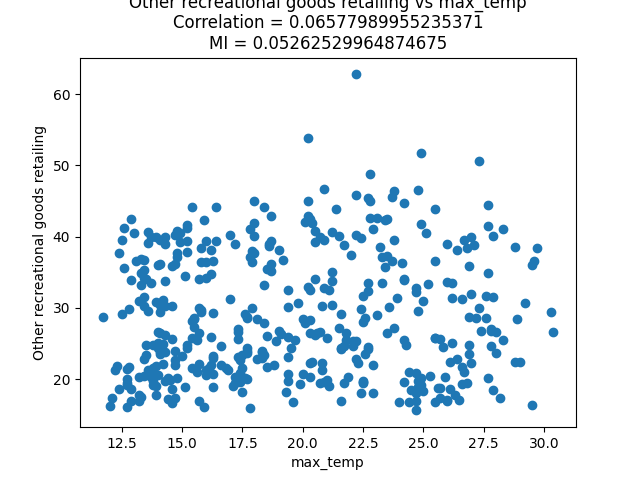 Other recreational goods retailing vs max_temp
Correlation = 0.06577989955235371
MI = 0.05262529964874675
60
50
40
30
20
Other recreational goods retailing
12.5 15.0 17.5 20.0 22.5 25.0 27.5 30.0
max_temp